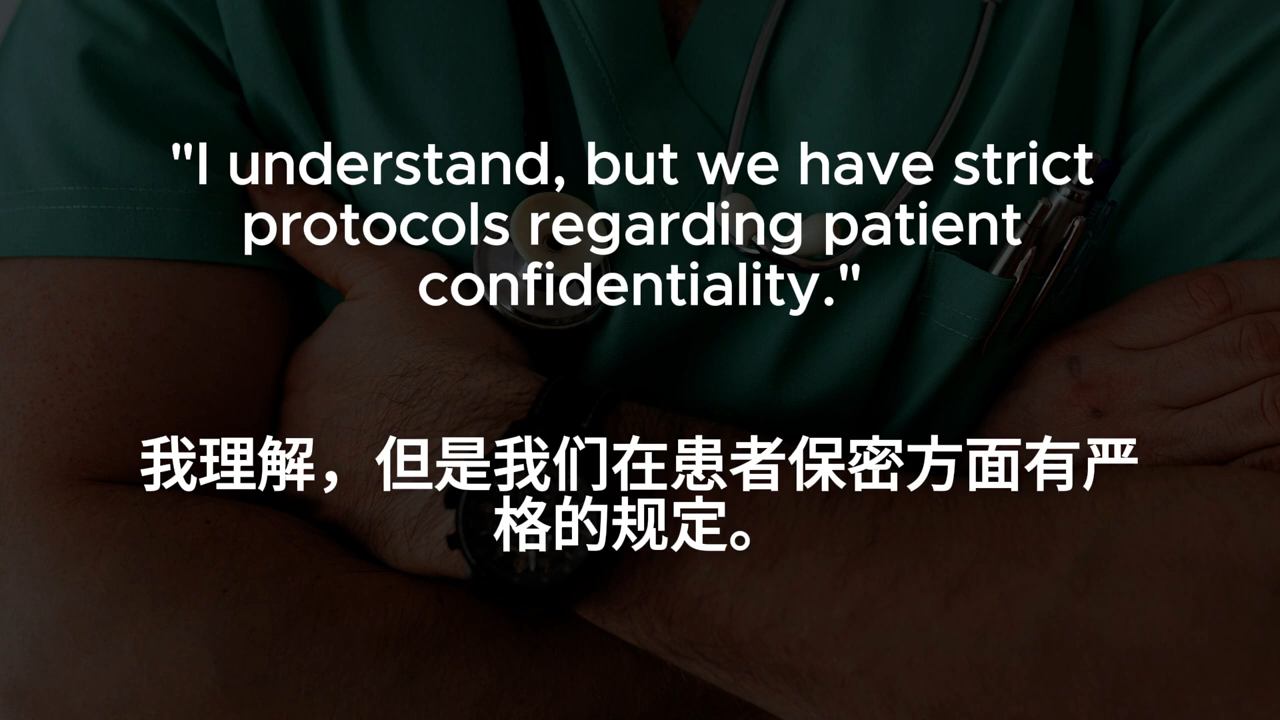 "I understand, but we have strict
protocols regarding patient
confidentiality."
我理解，但是我们在患者保密方面有严
格的规定。